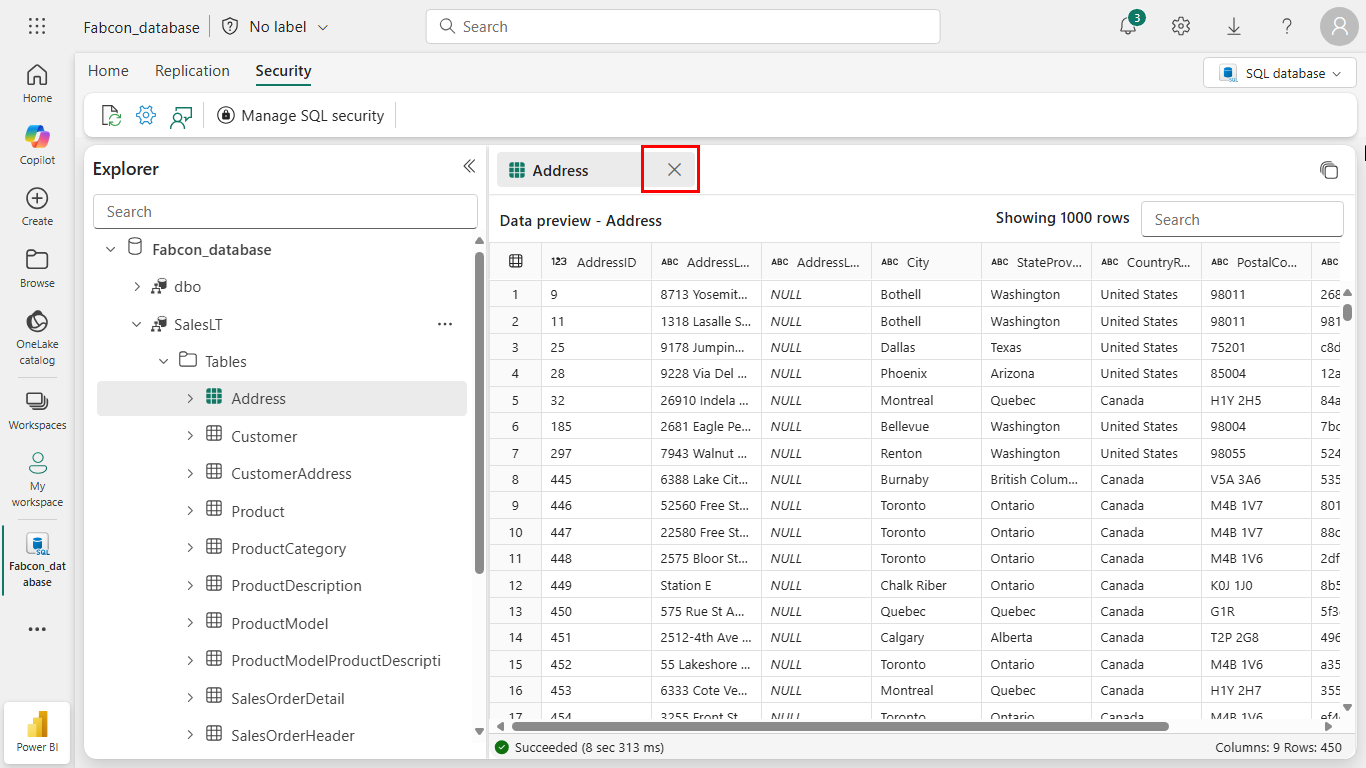 Fabcon_database
No label
Search
3
Home
Replication
Security
SQL database
Manage SQL security
Home
Copilot
Create
Browse
OneLake
catalog
Workspaces
My
workspace
SQL
Fabcon_dat
abase
Power BI
Explorer
Search
Fabcon_database
dbo
SalesLT
Tables
Address
Customer
CustomerAddress
Product
ProductCategory
ProductDescription
ProductModel
ProductModelProductDescripti
SalesOrderDetail
SalesOrderHeader
Address
Data preview - Address
Showing 1000 rows
Search
123 AddressID ABC AddressL... ABC AddressL... ABC City ABC StateProv... ABC CountryR... ABC PostalCo... ABC
1 9 8713 Yosemit... NULL Bothell Washington United States 98011 268
2 11 1318 Lasalle S... NULL Bothell Washington United States 98011 981
3 25 9178 Jumpin... NULL Dallas Texas United States 75201 c8d
4 28 9228 Via Del ... NULL Phoenix Arizona United States 85004 12a
5 32 26910 Indela ... NULL Montreal Quebec Canada H1Y 2H5 84a
6 185 2681 Eagle Pe... NULL Bellevue Washington United States 98004 7bc
7 297 7943 Walnut ... NULL Renton Washington United States 98055 524
8 445 6388 Lake Cit... NULL Burnaby British Colum... Canada V5A 3A6 535
9 446 52560 Free St... NULL Toronto Ontario Canada M4B 1V7 801
10 447 22580 Free St... NULL Toronto Ontario Canada M4B 1V7 88c
11 448 2575 Bloor St... NULL Toronto Ontario Canada M4B 1V6 2df
12 449 Station E NULL Chalk Riber Ontario Canada K0J 1J0 8b5
13 450 575 Rue St A... NULL Quebec Quebec Canada G1R 5f3
14 451 2512-4th Ave ... NULL Calgary Alberta Canada T2P 2G8 496
15 452 55 Lakeshore ... NULL Toronto Ontario Canada M4B 1V6 a35
16 453 6333 Cote Ve... NULL Montreal Quebec Canada H1Y 2H7 355
17 454 3255 Front St... NULL Toronto Ontario Canada M4B 1V6 ef4
Succeeded (8 sec 313 ms)
Columns: 9 Rows: 450